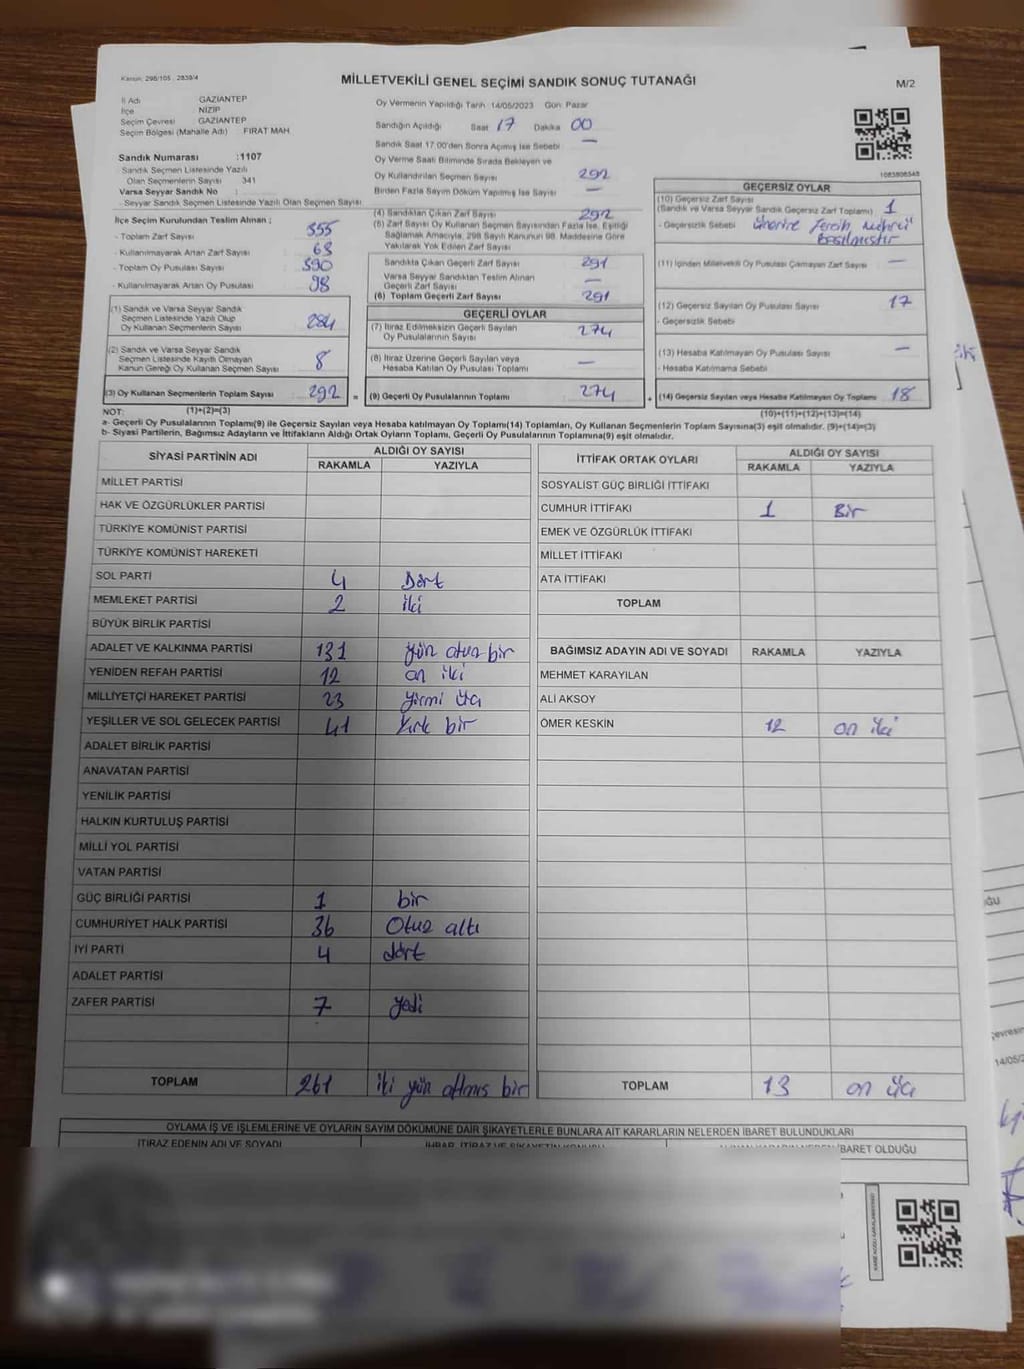 Kanun: 298/105 , 2839/4
MİLLETVEKİLİ GENEL SEÇİMİ SANDIK SONUÇ TUTANAĞI
M/2
İl Adı GAZİANTEP
İlçe NİZİP
Seçim Çevresi GAZİANTEP
Seçim Bölgesi (Mahalle Adı) FIRAT MAH
Sandık Numarası :1107
Sandık Seçmen Listesinde Yazılı
Olan Seçmenlerin Sayısı 341
Varsa Seyyar Sandık No :
- Seyyar Sandık Seçmen Listesinde Yazılı Olan Seçmen Sayısı
Oy Vermenin Yapıldığı Tarih 14/05/2023 Gün Pazar
Sandığın Açıldığı Saat 17 Dakika 00
Sandık Saat 17.00'den Sonra Açımış İse Sebebi —
Oy Verme Saati Bitiminde Sırada Bekleyen ve
Oy Kullandırılan Seçmen Sayısı 292
Birden Fazla Sayım Döküm Yapılmış İse Sayısı —
1083808548
İlçe Seçim Kurulundan Teslim Alınan ;
- Toplam Zarf Sayısı : 355
- Kullanılmayarak Artan Zarf Sayısı : 63
- Toplam Oy Pusulası Sayısı : 390
- Kullanılmayarak Artan Oy Pusulası : 98
(1) Sandık ve Varsa Seyyar Sandık
Seçmen Listesinde Yazılı Olup
Oy Kullanan Seçmenlerin Sayısı 284
(2) Sandık ve Varsa Seyyar Sandık
Seçmen Listesinde Kayıtlı Olmayan
Kanun Gereği Oy Kullanan Seçmen Sayısı 8
(3) Oy Kullanan Seçmenlerin Toplam Sayısı 292 =
(4) Sandıktan Çıkan Zarf Sayısı 292
(5) Zarf Sayısı Oy Kullanan Seçmen Sayısından Fazla İse, Eşitliği
Sağlamak Amacıyla, 298 Sayılı Kanunun 98. Maddesine Göre
Yakılarak Yok Edilen Zarf Sayısı
Sandıkta Çıkan Geçerli Zarf Sayısı 291
Varsa Seyyar Sandıktan Teslim Alınan
Geçerli Zarf Sayısı —
(6) Toplam Geçerli Zarf Sayısı 291
GEÇERLİ OYLAR
(7) İtiraz Edilmeksizin Geçerli Sayılan
Oy Pusulalarının Sayısı 274
(8) İtiraz Üzerine Geçerli Sayılan veya
Hesaba Katılan Oy Pusulası Toplamı —
(9) Geçerli Oy Pusulalarının Toplamı 274 +
GEÇERSİZ OYLAR
(10) Geçersiz Zarf Sayısı
(Sandık ve Varsa Seyyar Sandık Geçersiz Zarf Toplamı) 1
- Geçersizlik Sebebi Üzerine Tercih Mührü
Basılmıştır
(11) İçinden Milletvekili Oy Pusulası Çıkmayan Zarf Sayısı —
(12) Geçersiz Sayılan Oy Pusulası Sayısı 17
- Geçersizlik Sebebi
(13) Hesaba Katılmayan Oy Pusulası Sayısı —
- Hesaba Katılmama Sebebi
(14) Geçersiz Sayılan veya Hesaba Katılmayan Oy Toplamı 18
NOT: (1)+(2)=(3) (10)+(11)+(12)+(13)=(14)
a- Geçerli Oy Pusulalarının Toplamı(9) ile Geçersiz Sayılan veya Hesaba Katılmayan Oy Toplamı(14) Toplamları, Oy Kullanan Seçmenlerin Toplam Sayısına(3) eşit olmalıdır. (9)+(14)=(3)
b- Siyasi Partilerin, Bağımsız Adayların ve İttifakların Aldığı Ortak Oyların Toplamı, Geçerli Oy Pusulalarının Toplamına(9) eşit olmalıdır.
SİYASİ PARTİNİN ADI ALDIĞI OY SAYISI
RAKAMLA YAZIYLA
MİLLET PARTİSİ
HAK VE ÖZGÜRLÜKLER PARTİSİ
TÜRKİYE KOMÜNİST PARTİSİ
TÜRKİYE KOMÜNİST HAREKETİ
SOL PARTİ 4 Dört
MEMLEKET PARTİSİ 2 iki
BÜYÜK BİRLİK PARTİSİ
ADALET VE KALKINMA PARTİSİ 131 yüz otuz bir
YENİDEN REFAH PARTİSİ 12 on iki
MİLLİYETÇİ HAREKET PARTİSİ 23 yirmi üç
YEŞİLLER VE SOL GELECEK PARTİSİ 41 kırk bir
ADALET BİRLİK PARTİSİ
ANAVATAN PARTİSİ
YENİLİK PARTİSİ
HALKIN KURTULUŞ PARTİSİ
MİLLİ YOL PARTİSİ
VATAN PARTİSİ
GÜÇ BİRLİĞİ PARTİSİ 1 bir
CUMHURİYET HALK PARTİSİ 36 Otuz altı
İYİ PARTİ 4 dört
ADALET PARTİSİ
ZAFER PARTİSİ 7 yedi
TOPLAM 261 iki yüz altmış bir
İTTİFAK ORTAK OYLARI ALDIĞI OY SAYISI
RAKAMLA YAZIYLA
SOSYALİST GÜÇ BİRLİĞİ İTTİFAKI
CUMHUR İTTİFAKI 1 Bir
EMEK VE ÖZGÜRLÜK İTTİFAKI
MİLLET İTTİFAKI
ATA İTTİFAKI
TOPLAM
BAĞIMSIZ ADAYIN ADI VE SOYADI RAKAMLA YAZIYLA
MEHMET KARAYILAN
ALİ AKSOY
ÖMER KESKİN 12 on iki
TOPLAM 13 on üç
OYLAMA İŞ VE İŞLEMLERİNE VE OYLARIN SAYIM DÖKÜMÜNE DAİR ŞİKAYETLERLE BUNLARA AİT KARARLARIN NELERDEN İBARET BULUNDUKLARI
İTİRAZ EDENİN ADI VE SOYADI İHBAR, İTİRAZ VE ŞİKAYETİN KONUSU İBARET OLDUĞU
14/05/2